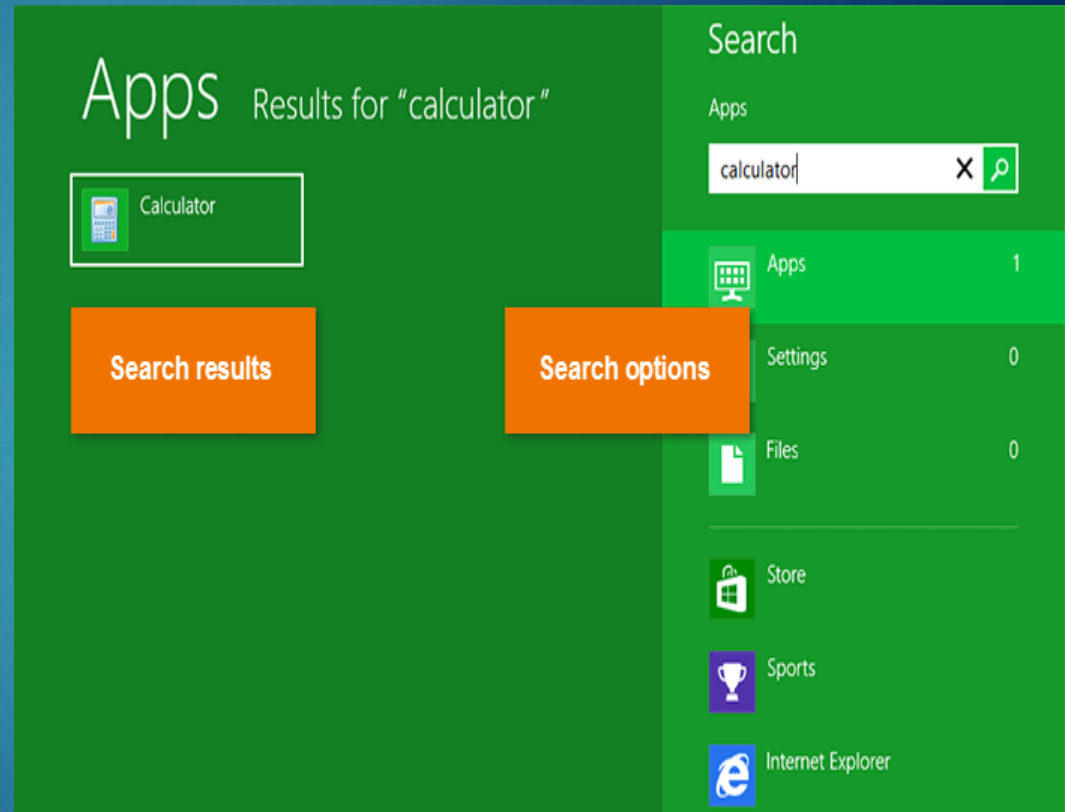 Apps Results for “calculator”
Calculator
Search results
Search options
Search
Apps
calculator
Apps 1
Settings 0
Files 0
Store
Sports
Internet Explorer